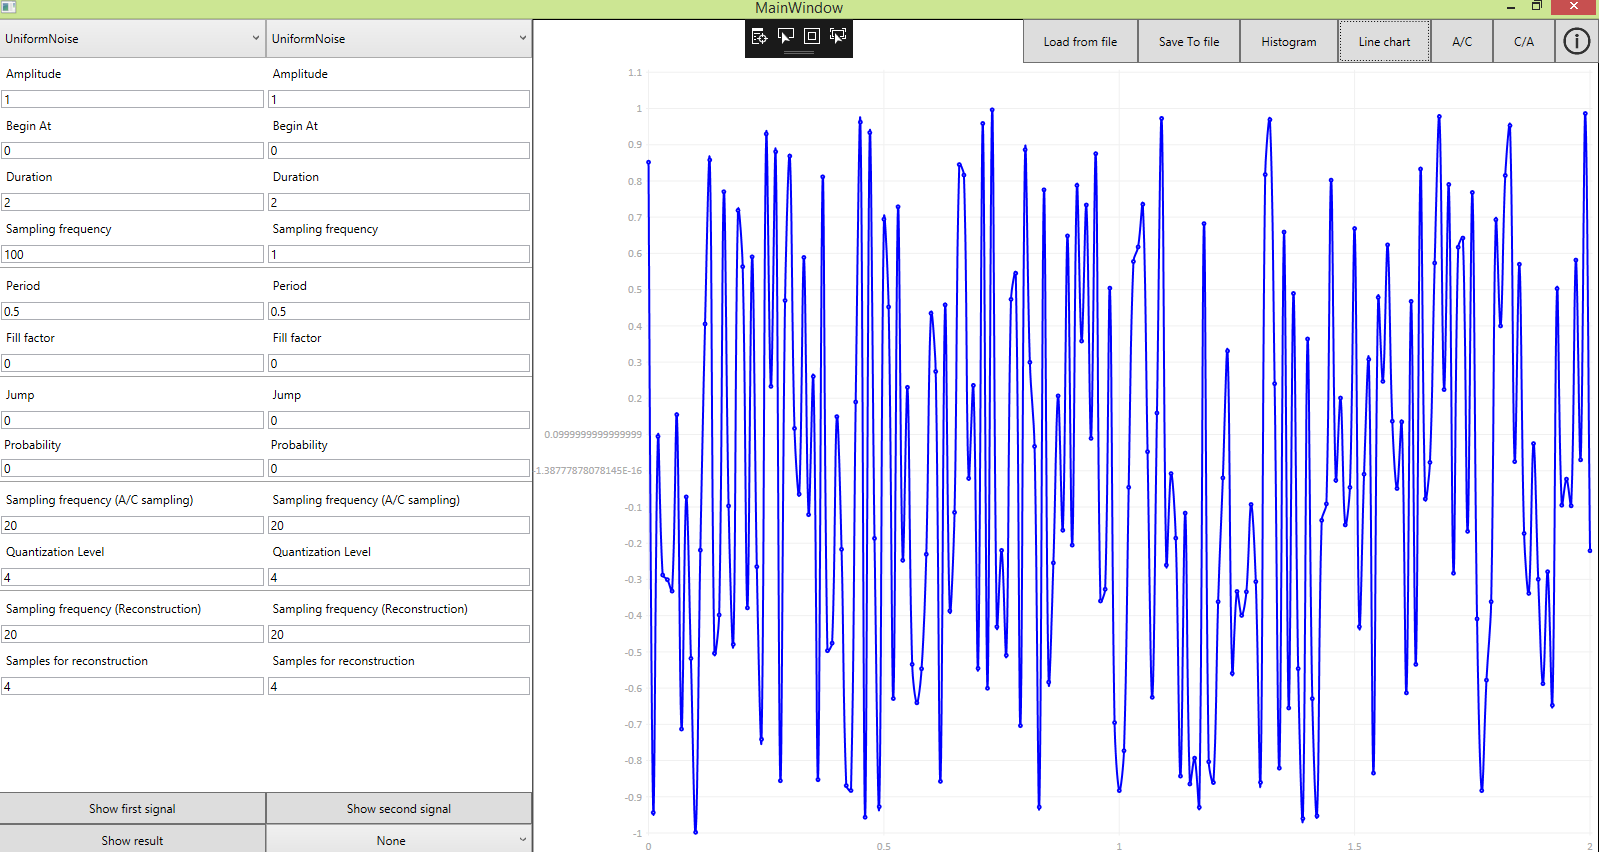 MainWindow
UniformNoise UniformNoise
Load from file Save To file Histogram Line chart A/C C/A
Amplitude Amplitude
1 1
Begin At Begin At
0 0
Duration Duration
2 2
Sampling frequency Sampling frequency
100 1
Period Period
0.5 0.5
Fill factor Fill factor
0 0
Jump Jump
0 0
Probability Probability
0 0
Sampling frequency (A/C sampling) Sampling frequency (A/C sampling)
20 20
Quantization Level Quantization Level
4 4
Sampling frequency (Reconstruction) Sampling frequency (Reconstruction)
20 20
Samples for reconstruction Samples for reconstruction
4 4
Show first signal Show second signal
Show result None
1.1
1
0.9
0.8
0.7
0.6
0.5
0.4
0.3
0.2
0.0999999999999999
-1.38777878078145E-16
-0.1
-0.2
-0.3
-0.4
-0.5
-0.6
-0.7
-0.8
-0.9
-1
0 0.5 1 1.5 2